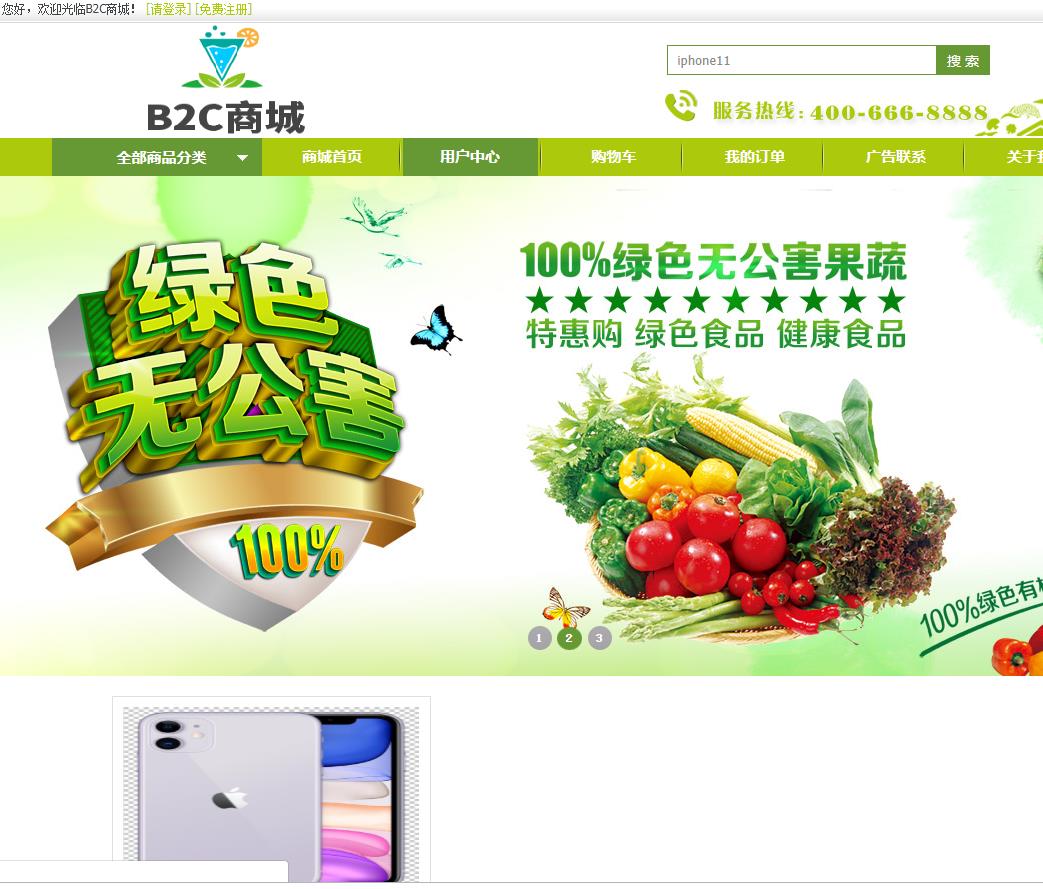 您好，欢迎光临B2C商城! [请登录] [免费注册]
B2C商城
iphone11
搜 索
服务热线：400-666-8888
全部商品分类
商城首页
用户中心
购物车
我的订单
广告联系
关于
绿色
无公害
100%
100%绿色无公害果蔬
★★★★★★★★★★
特惠购 绿色食品 健康食品
100%绿色有
1 2 3